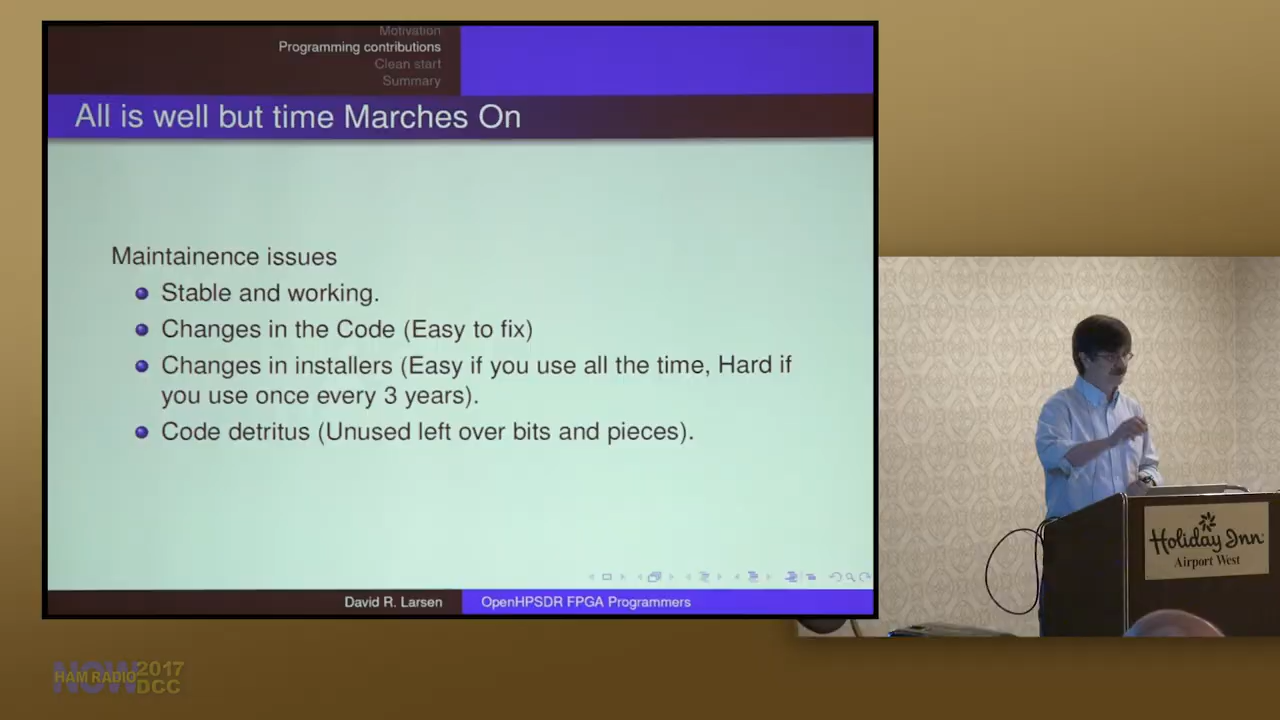 Motivation
Programming contributions
Clean start
Summary
All is well but time Marches On
Maintainence issues
Stable and working.
Changes in the Code (Easy to fix)
Changes in installers (Easy if you use all the time, Hard if
you use once every 3 years).
Code detritus (Unused left over bits and pieces).
David R. Larsen
OpenHPSDR FPGA Programmers
Holiday Inn
Airport West
NOW
HAM RADIO
2017
DCC